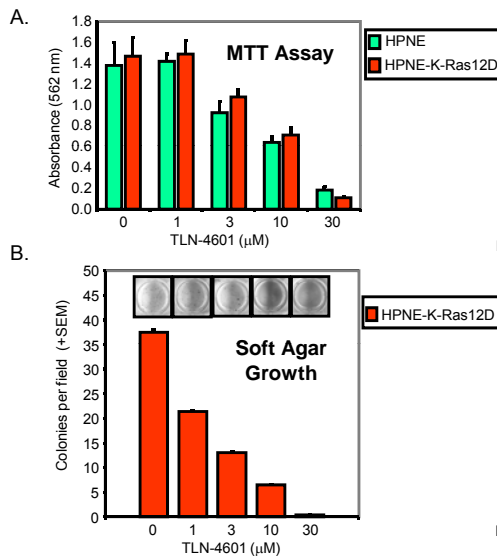 A.
1.8
1.6
1.4
1.2
1.0
0.8
0.6
0.4
0.2
0.0
Absorbance (562 nm)
MTT Assay
HPNE
HPNE-K-Ras12D
0 1 3 10 30
TLN-4601 (μM)
B.
50
45
40
35
30
25
20
15
10
5
0
Colonies per field (+SEM)
Soft Agar
Growth
HPNE-K-Ras12D
0 1 3 10 30
TLN-4601 (μM)